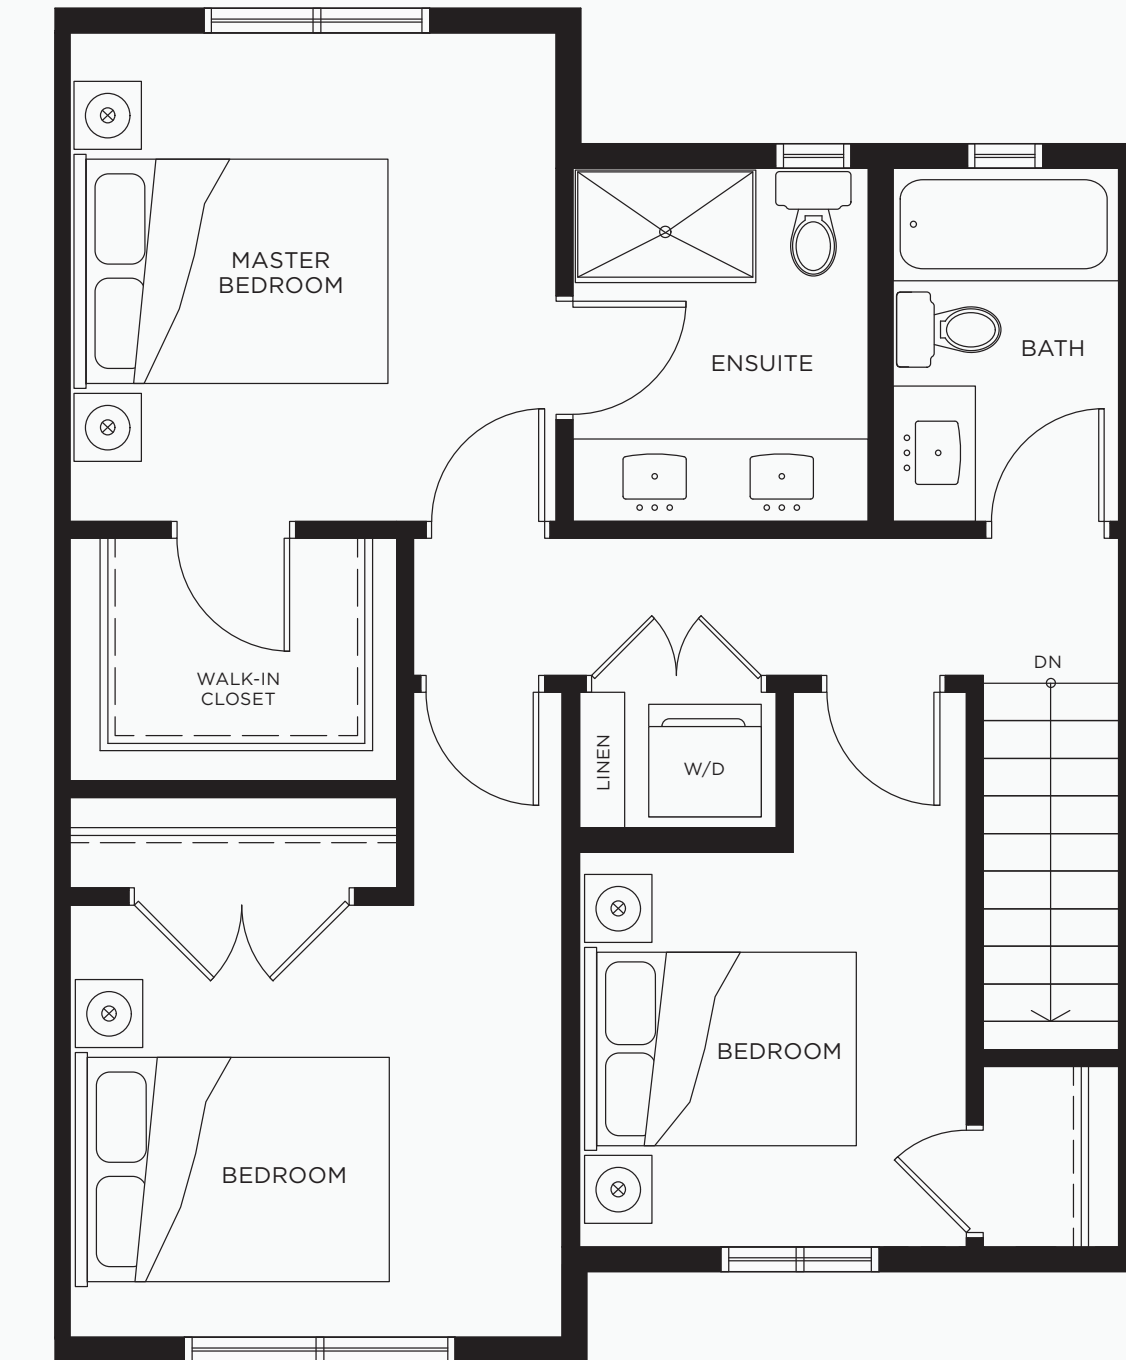 MASTER
BEDROOM
ENSUITE
BATH
WALK-IN
CLOSET
DN
LINEN
W/D
BEDROOM
BEDROOM